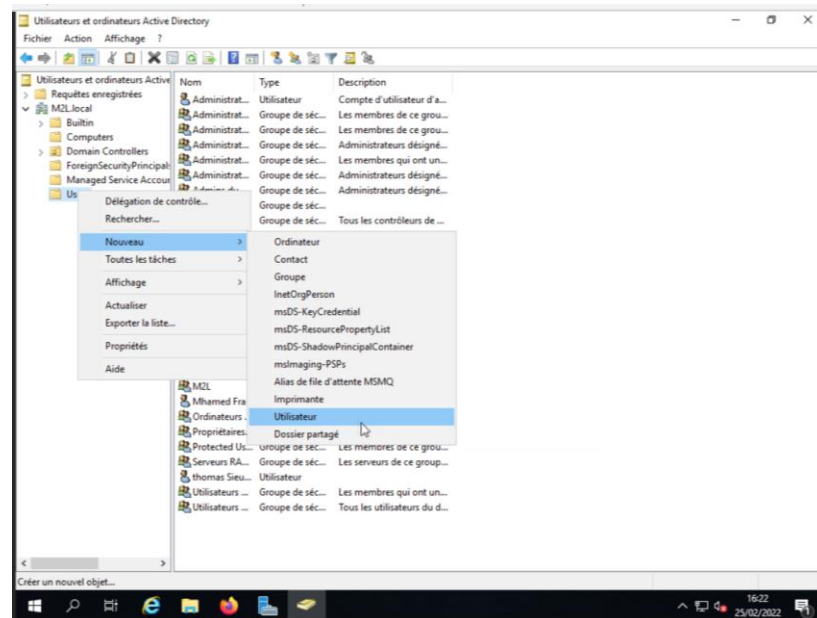 Utilisateurs et ordinateurs Active Directory
Fichier Action Affichage ?
Utilisateurs et ordinateurs Active
Requêtes enregistrées
M2L.local
Builtin
Computers
Domain Controllers
ForeignSecurityPrincipal
Managed Service Accour
Us
Nom Type Description
Administrat... Utilisateur Compte d'utilisateur d'a...
Administrat... Groupe de séc... Les membres de ce grou...
Administrat... Groupe de séc... Les membres de ce grou...
Administrat... Groupe de séc... Administrateurs désigné...
Administrat... Groupe de séc... Les membres qui ont un...
Administrat... Groupe de séc... Administrateurs désigné...
Admins du Groupe de séc... Administrateurs désigné...
Groupe de séc...
Groupe de séc... Tous les contrôleurs de ...
Délégation de contrôle...
Rechercher...
Nouveau
Toutes les tâches
Affichage
Actualiser
Exporter la liste...
Propriétés
Aide
Ordinateur
Contact
Groupe
InetOrgPerson
msDS-KeyCredential
msDS-ResourcePropertyList
msDS-ShadowPrincipalContainer
msImaging-PSPs
Alias de file d'attente MSMQ
Imprimante
Utilisateur
Dossier partagé
M2L
Mhamed Fra
Ordinateurs .
Propriétaires.
Protected Us... Groupe de séc... Les membres de ce grou...
Serveurs RA... Groupe de séc... Les serveurs de ce group...
thomas Sieu... Utilisateur
Utilisateurs ... Groupe de séc... Les membres qui ont un...
Utilisateurs ... Groupe de séc... Tous les utilisateurs du d...
Créer un nouvel objet...
16:22
25/02/2022